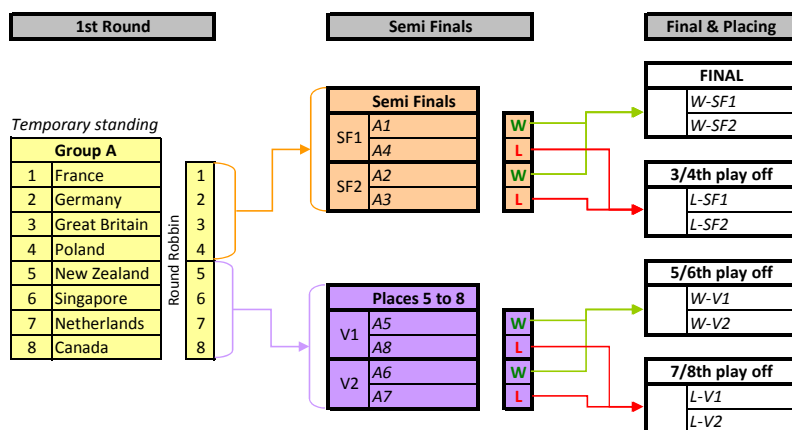 1st Round
Semi Finals
Final & Placing
Temporary standing
Group A
1 France
2 Germany
3 Great Britain
4 Poland
5 New Zealand
6 Singapore
7 Netherlands
8 Canada
Round Robbin
1
2
3
4
5
6
7
8
Semi Finals
SF1
A1
A4
SF2
A2
A3
W
L
W
L
Places 5 to 8
V1
A5
A8
V2
A6
A7
W
L
W
L
FINAL
W-SF1
W-SF2
3/4th play off
L-SF1
L-SF2
5/6th play off
W-V1
W-V2
7/8th play off
L-V1
L-V2